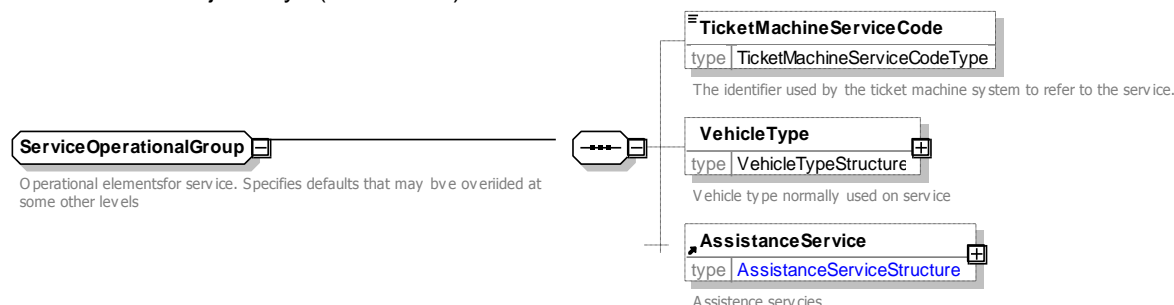 TicketMachineServiceCode
type TicketMachineServiceCodeType
The identifier used by the ticket machine system to refer to the service.
VehicleType
type VehicleTypeStructure
ServiceOperationalGroup
Operational elementsfor service. Specifies defaults that may bve overiided at
some other levels
Vehicle type normally used on service
AssistanceService
type AssistanceServiceStructure
Assistence servcies